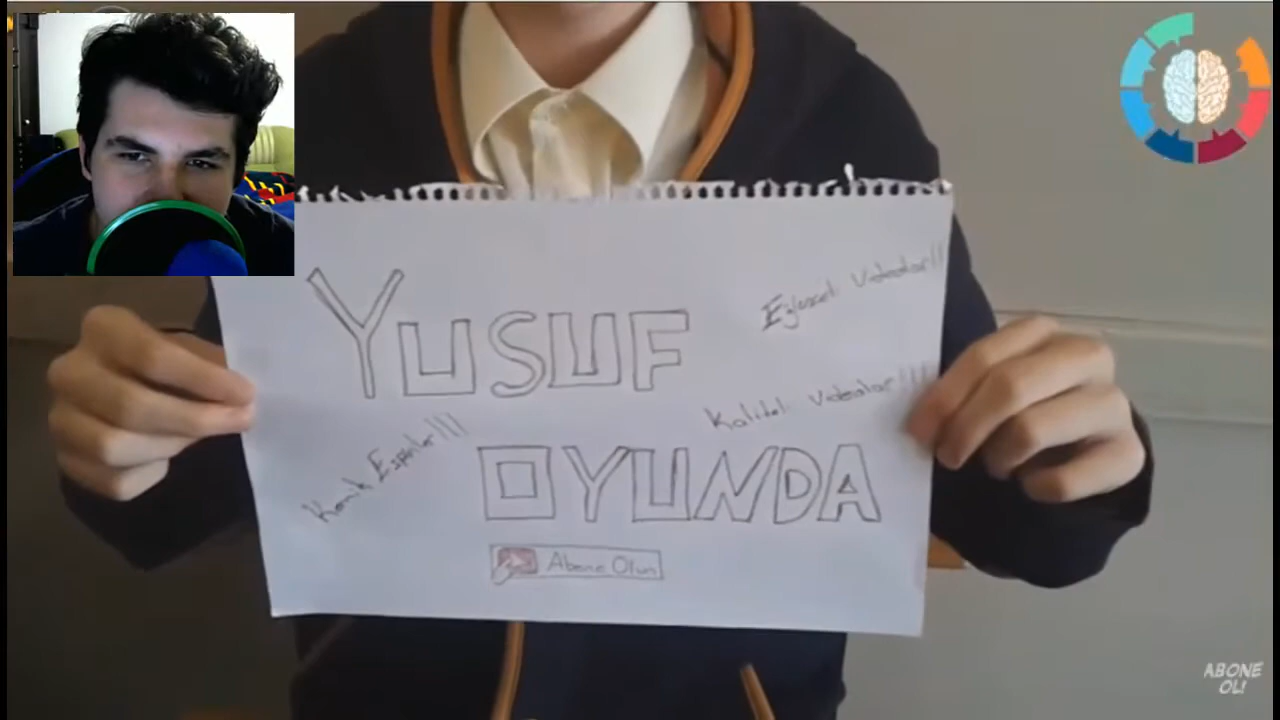 YUSUF
OYUNDA
Eğlenceli Videolar!!
Kaliteli Videolar!!!!
Komik Espriler!!!
Abone Olun
ABONE
OL!